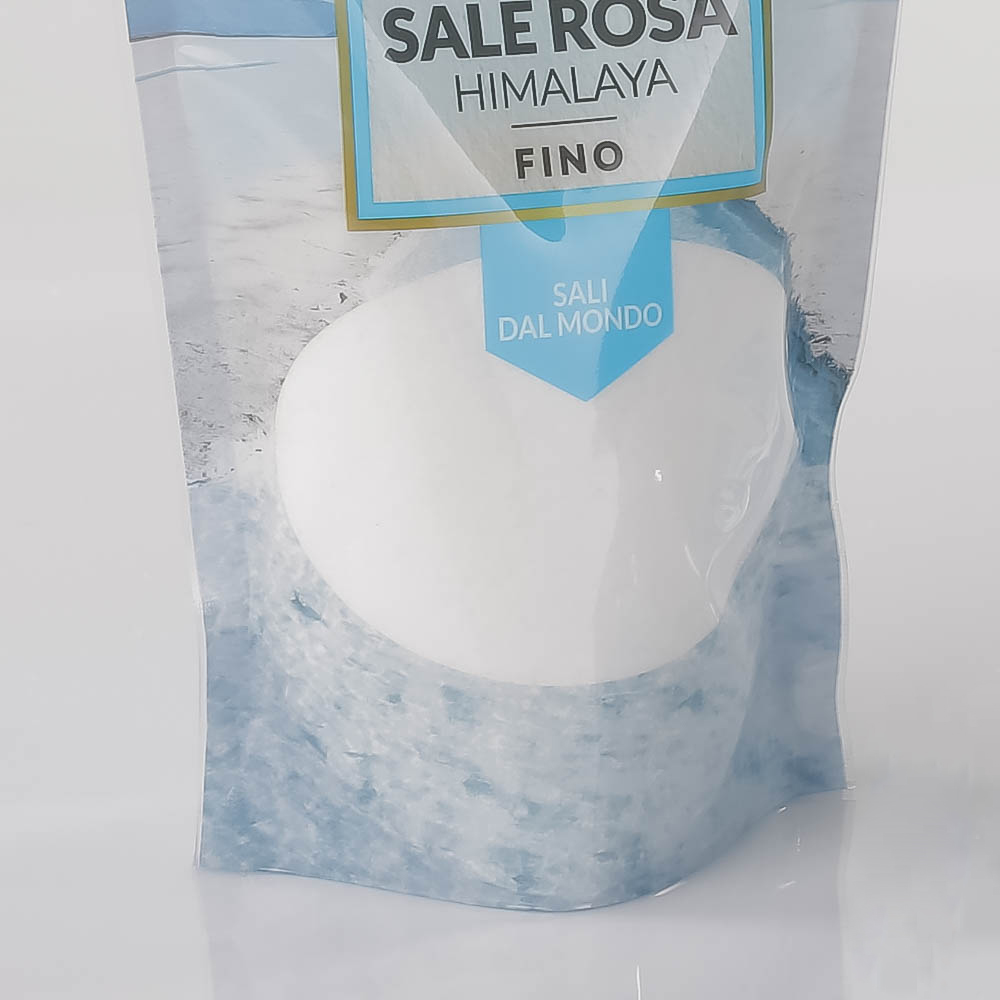 SALE ROSA
HIMALAYA
FINO
SALI
DAL MONDO